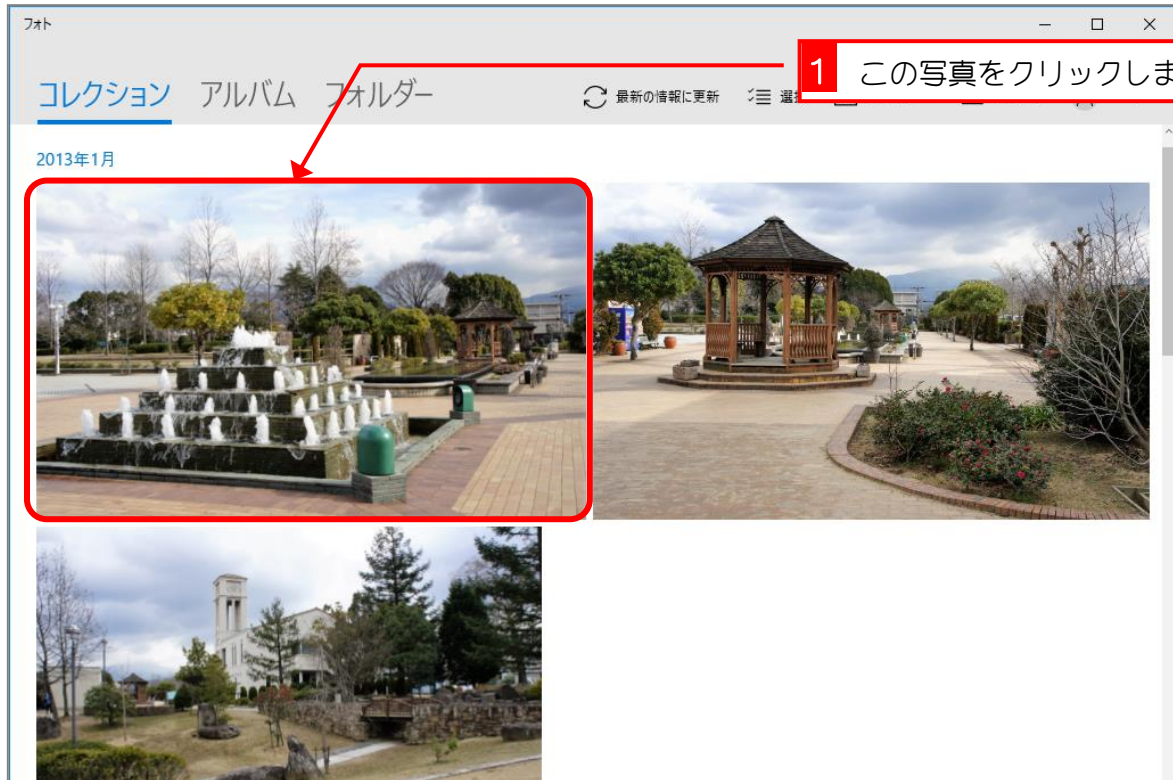 フォト
1 この写真をクリックしま
コレクション アルバム フォルダー
最新の情報に更新
2013年1月